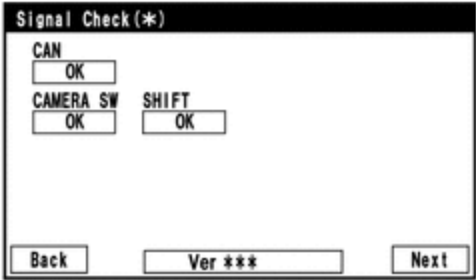 Signal Check(*)
CAN
OK
CAMERA SW SHIFT
OK OK
Back Ver *** Next